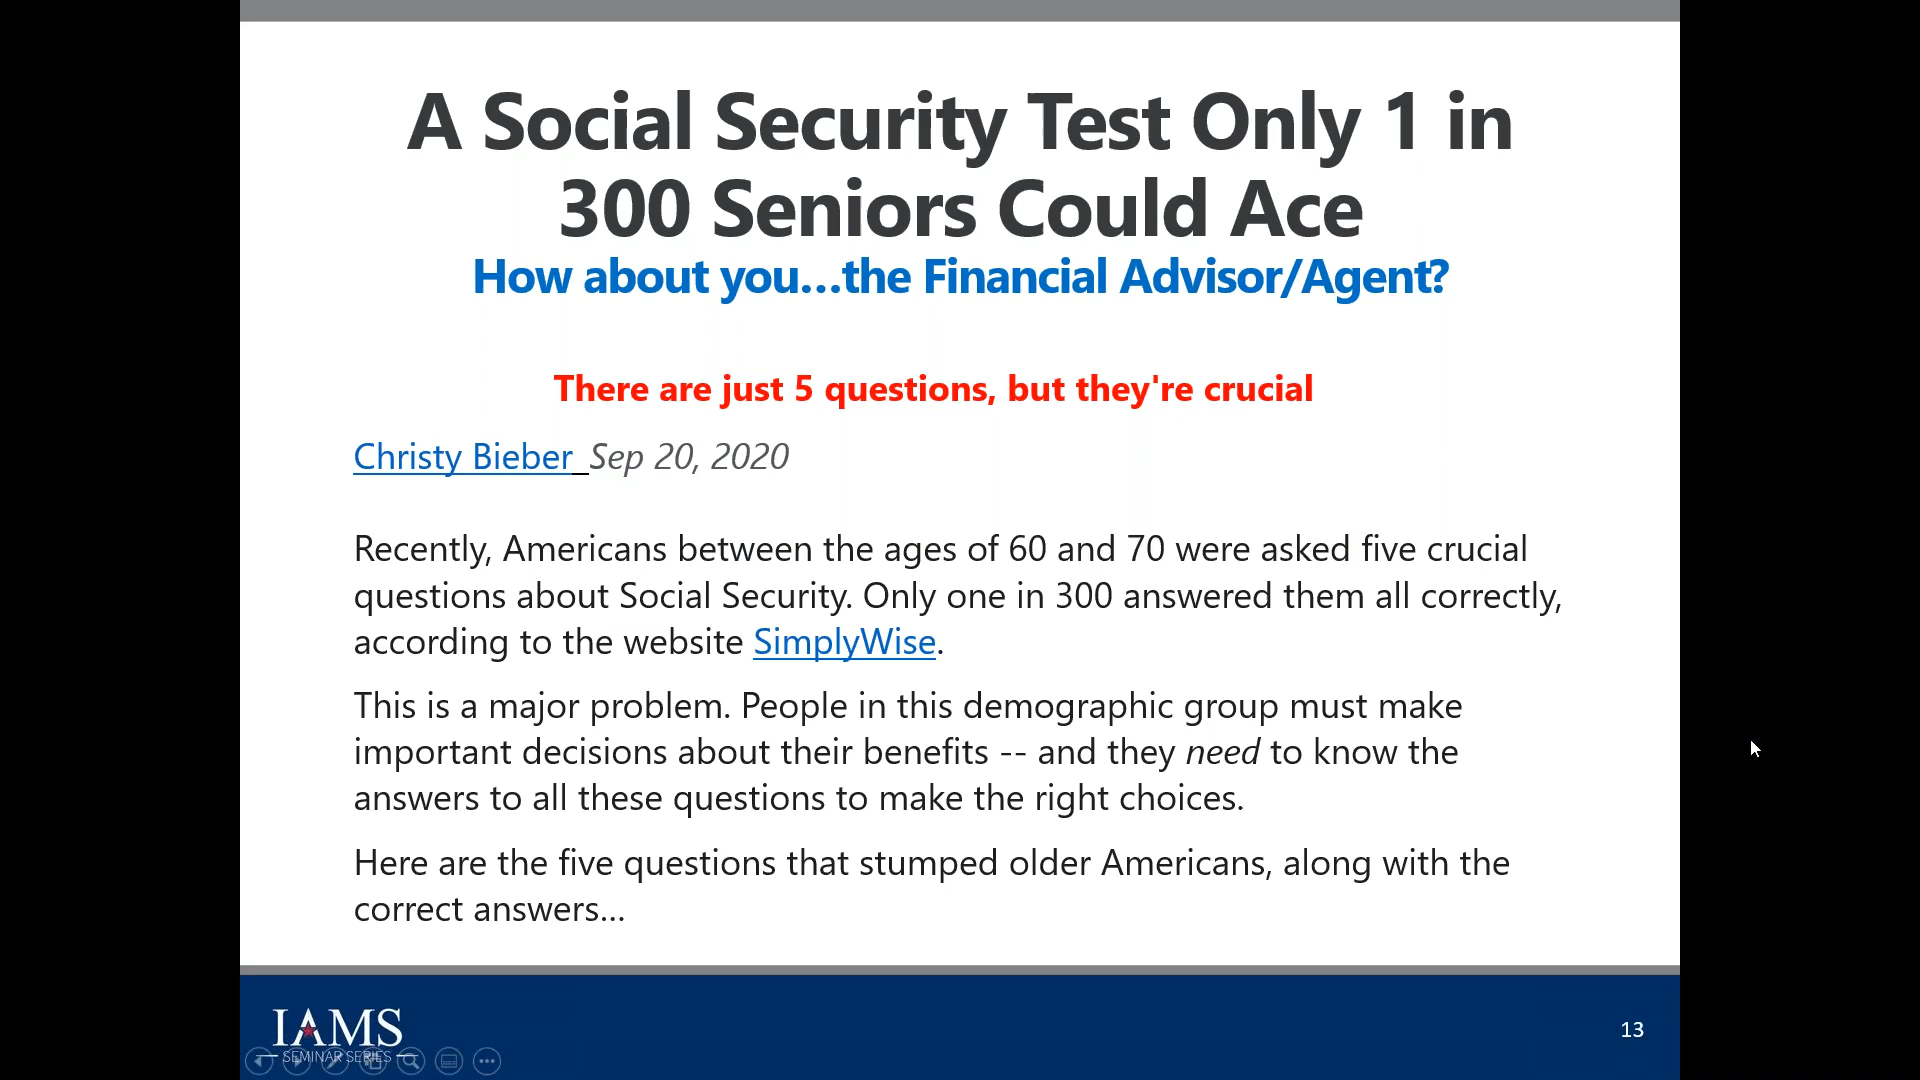 A Social Security Test Only 1 in
300 Seniors Could Ace
How about you...the Financial Advisor/Agent?
There are just 5 questions, but they're crucial
Christy Bieber Sep 20, 2020
Recently, Americans between the ages of 60 and 70 were asked five crucial
questions about Social Security. Only one in 300 answered them all correctly,
according to the website SimplyWise.
This is a major problem. People in this demographic group must make
important decisions about their benefits -- and they need to know the
answers to all these questions to make the right choices.
Here are the five questions that stumped older Americans, along with the
correct answers...
IAMS
SEMINAR SERIES
13